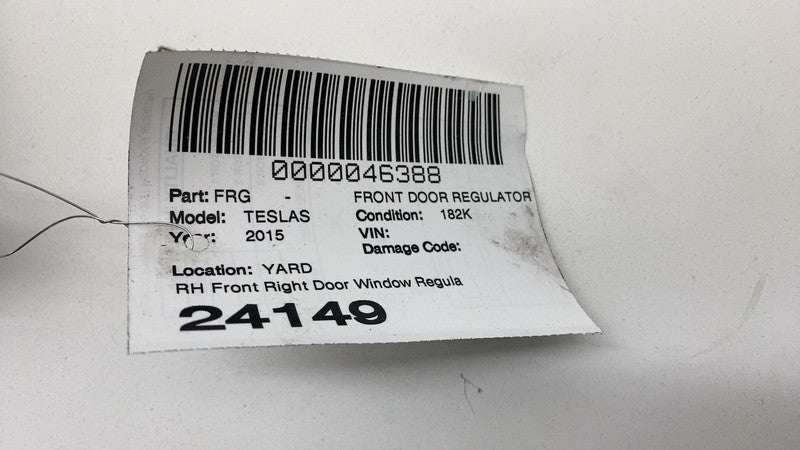 0000046388
Part: FRG - FRONT DOOR REGULATOR
Model: TESLAS Condition: 182K
Year: 2015 VIN:
Damage Code:
Location: YARD
RH Front Right Door Window Regula
24149